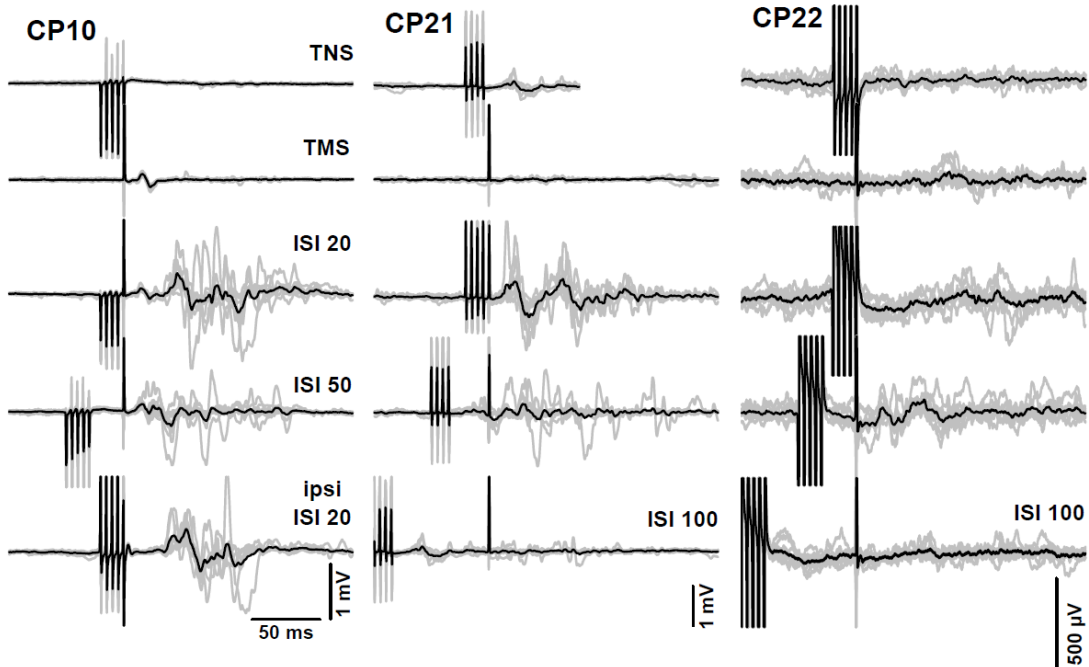 CP10
CP21
CP22
TNS
TMS
ISI 20
ISI 50
ipsi
ISI 20
ISI 100
ISI 100
1 mV
50 ms
1 mV
500 µV